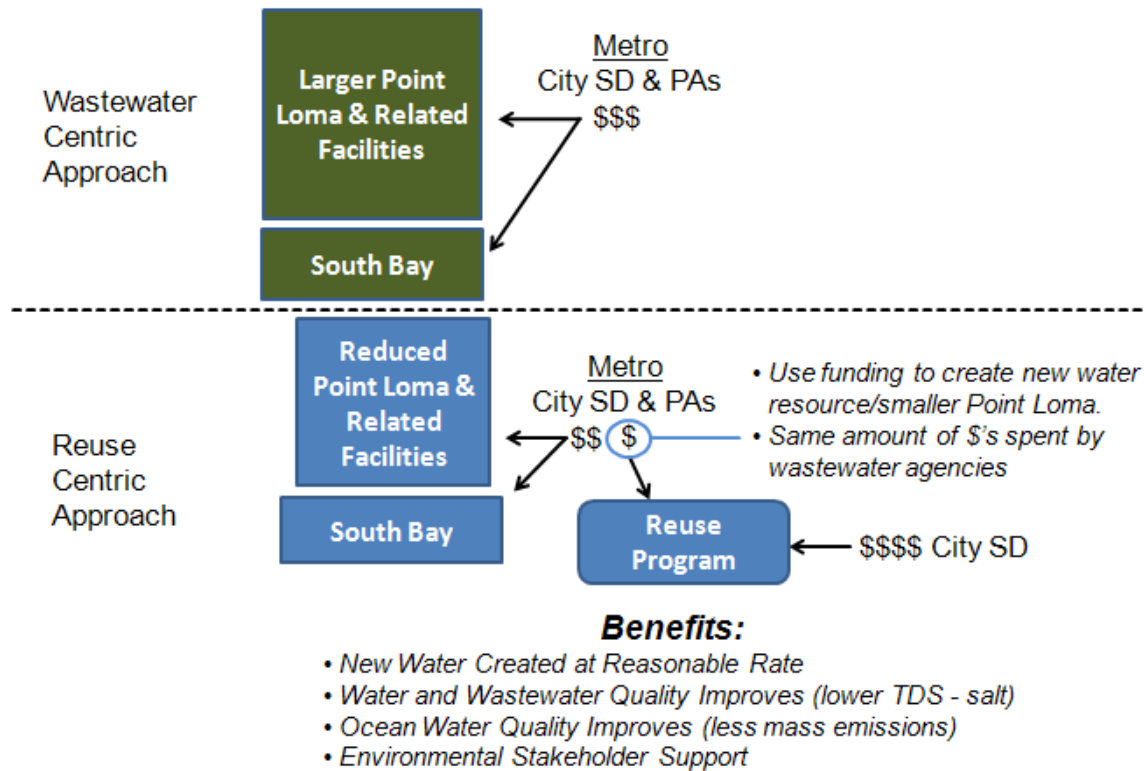 Wastewater
Centric
Approach
Larger Point
Loma & Related
Facilities
South Bay
Metro
City SD & PAs
$$$
Reuse
Centric
Approach
Reduced
Point Loma &
Related
Facilities
South Bay
Metro
City SD & PAs
$$ $
• Use funding to create new water
resource/smaller Point Loma.
• Same amount of $'s spent by
wastewater agencies
Reuse
Program
$$$$ City SD
Benefits:
• New Water Created at Reasonable Rate
• Water and Wastewater Quality Improves (lower TDS - salt)
• Ocean Water Quality Improves (less mass emissions)
• Environmental Stakeholder Support